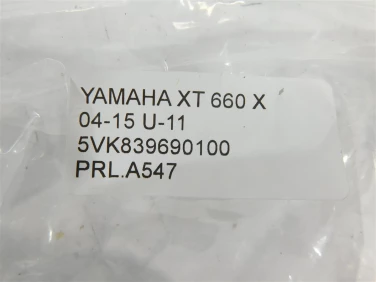 YAMAHA XT 660 X
04-15 U-11
5VK839690100
PRL.A547